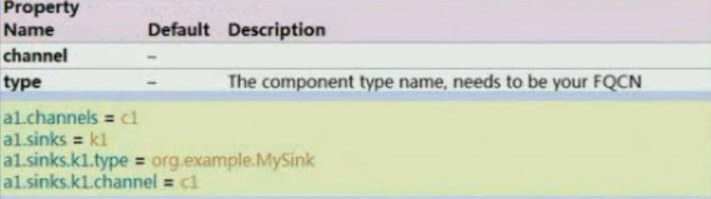 Property
Name Default Description
channel –
type – The component type name, needs to be your FQCN
a1.channels = c1
a1.sinks = k1
a1.sinks.k1.type = org.example.MySink
a1.sinks.k1.channel = c1